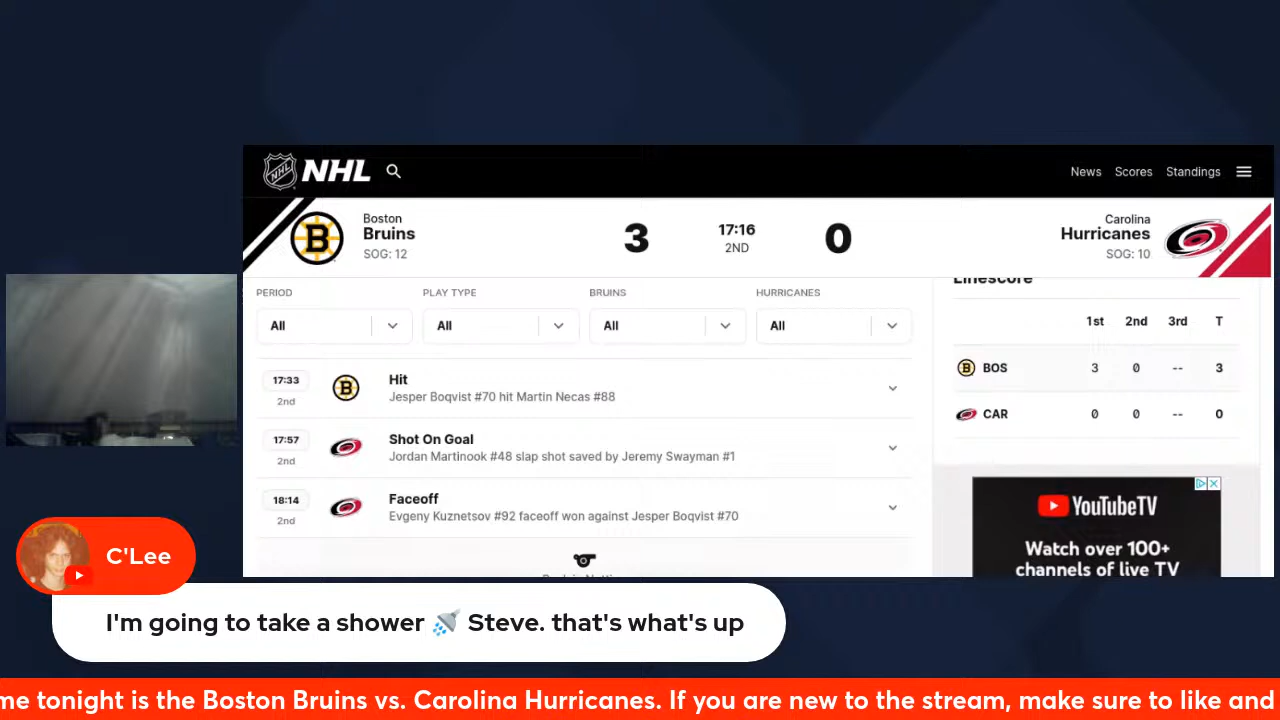 NHL
News Scores Standings
Boston
Bruins
SOG: 12
3
17:16
2ND
0
Carolina
Hurricanes
SOG: 10
PERIOD PLAY TYPE BRUINS HURRICANES
All All All All
17:33
2nd
B
Hit
Jesper Boqvist #70 hit Martin Necas #88
17:57
2nd
Shot On Goal
Jordan Martinook #48 slap shot saved by Jeremy Swayman #1
18:14
2nd
Faceoff
Evgeny Kuznetsov #92 faceoff won against Jesper Boqvist #70
Linescore
1st 2nd 3rd T
BOS 3 0 -- 3
CAR 0 0 -- 0
YouTubeTV
Watch over 100+
channels of live TV
C'Lee
I'm going to take a shower 🚿 Steve. that's what's up
me tonight is the Boston Bruins vs. Carolina Hurricanes. If you are new to the stream, make sure to like and